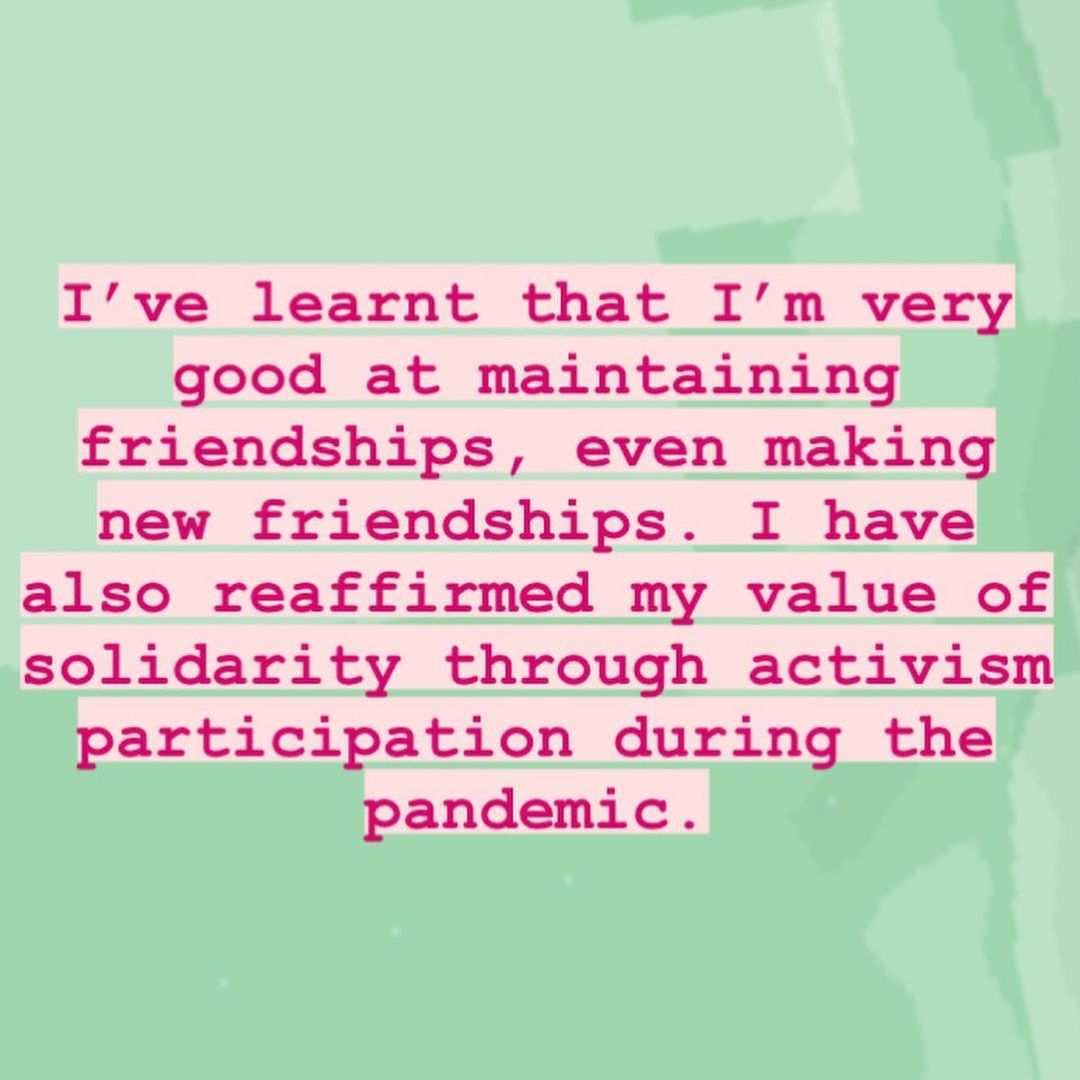 I’ve learnt that I’m very
good at maintaining
friendships, even making
new friendships. I have
also reaffirmed my value of
solidarity through activism
participation during the
pandemic.